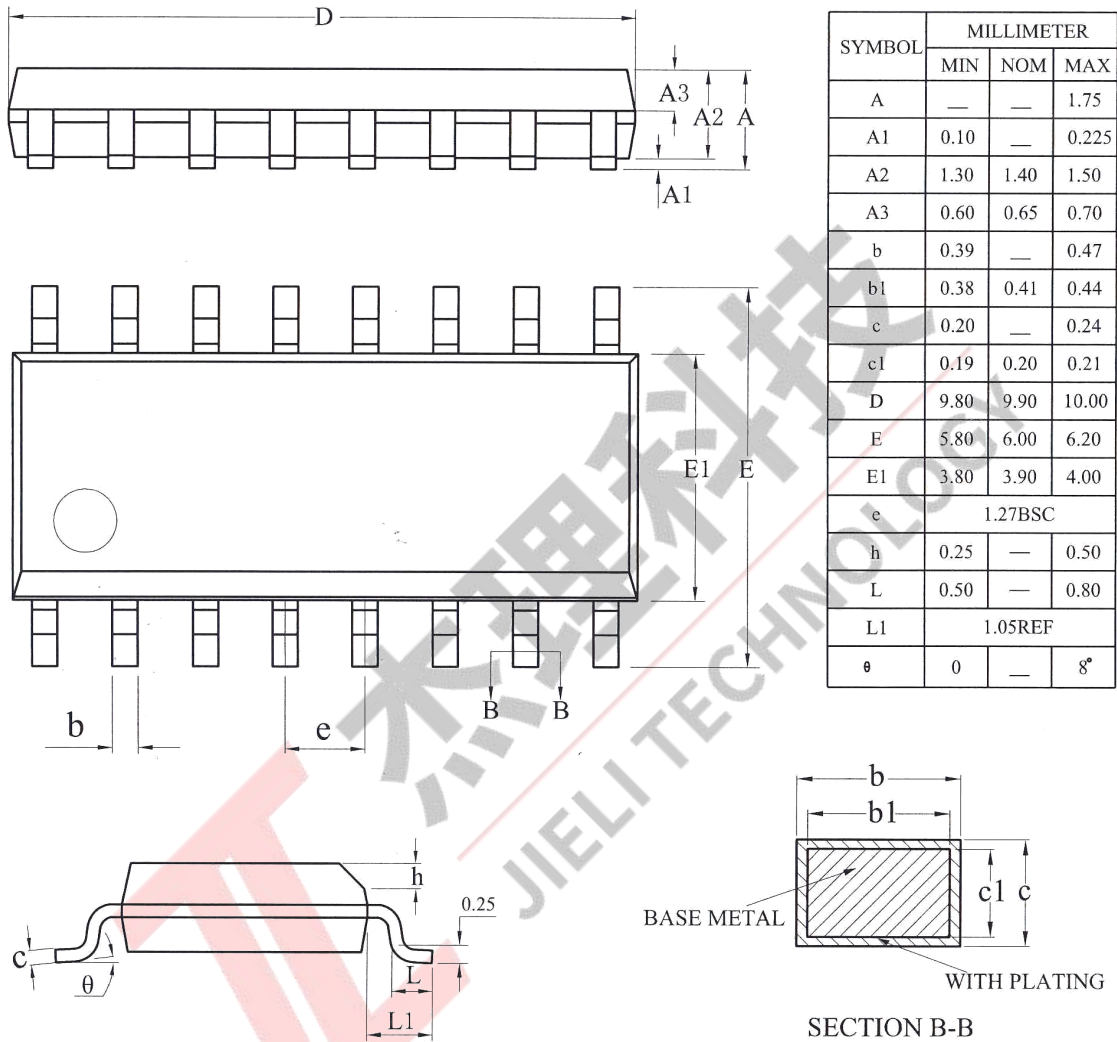 D
A3
A2
A
A1
SYMBOL MILLIMETER
MIN NOM MAX
A — — 1.75
A1 0.10 — 0.225
A2 1.30 1.40 1.50
A3 0.60 0.65 0.70
b 0.39 — 0.47
b1 0.38 0.41 0.44
c 0.20 — 0.24
c1 0.19 0.20 0.21
D 9.80 9.90 10.00
E 5.80 6.00 6.20
E1 3.80 3.90 4.00
e 1.27BSC
h 0.25 — 0.50
L 0.50 — 0.80
L1 1.05REF
θ 0 — 8°
E1
E
b
e
B
B
杰理科技
JIELI TECHNOLOGY
h
0.25
c
θ
L
L1
b
b1
c1
c
BASE METAL
WITH PLATING
SECTION B-B